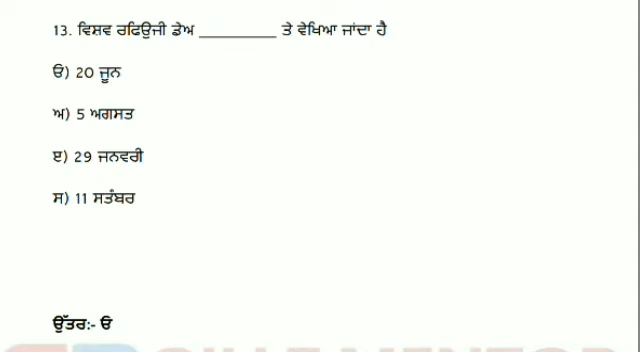 13. ਵਿਸ਼ਵ ਰਫਿਊਜੀ ਡੇਅ __________ ਤੇ ਵੇਖਿਆ ਜਾਂਦਾ ਹੈ
ੳ) 20 ਜੂਨ
ਅ) 5 ਅਗਸਤ
ੲ) 29 ਜਨਵਰੀ
ਸ) 11 ਸਤੰਬਰ
ਉੱਤਰ:- ੳ